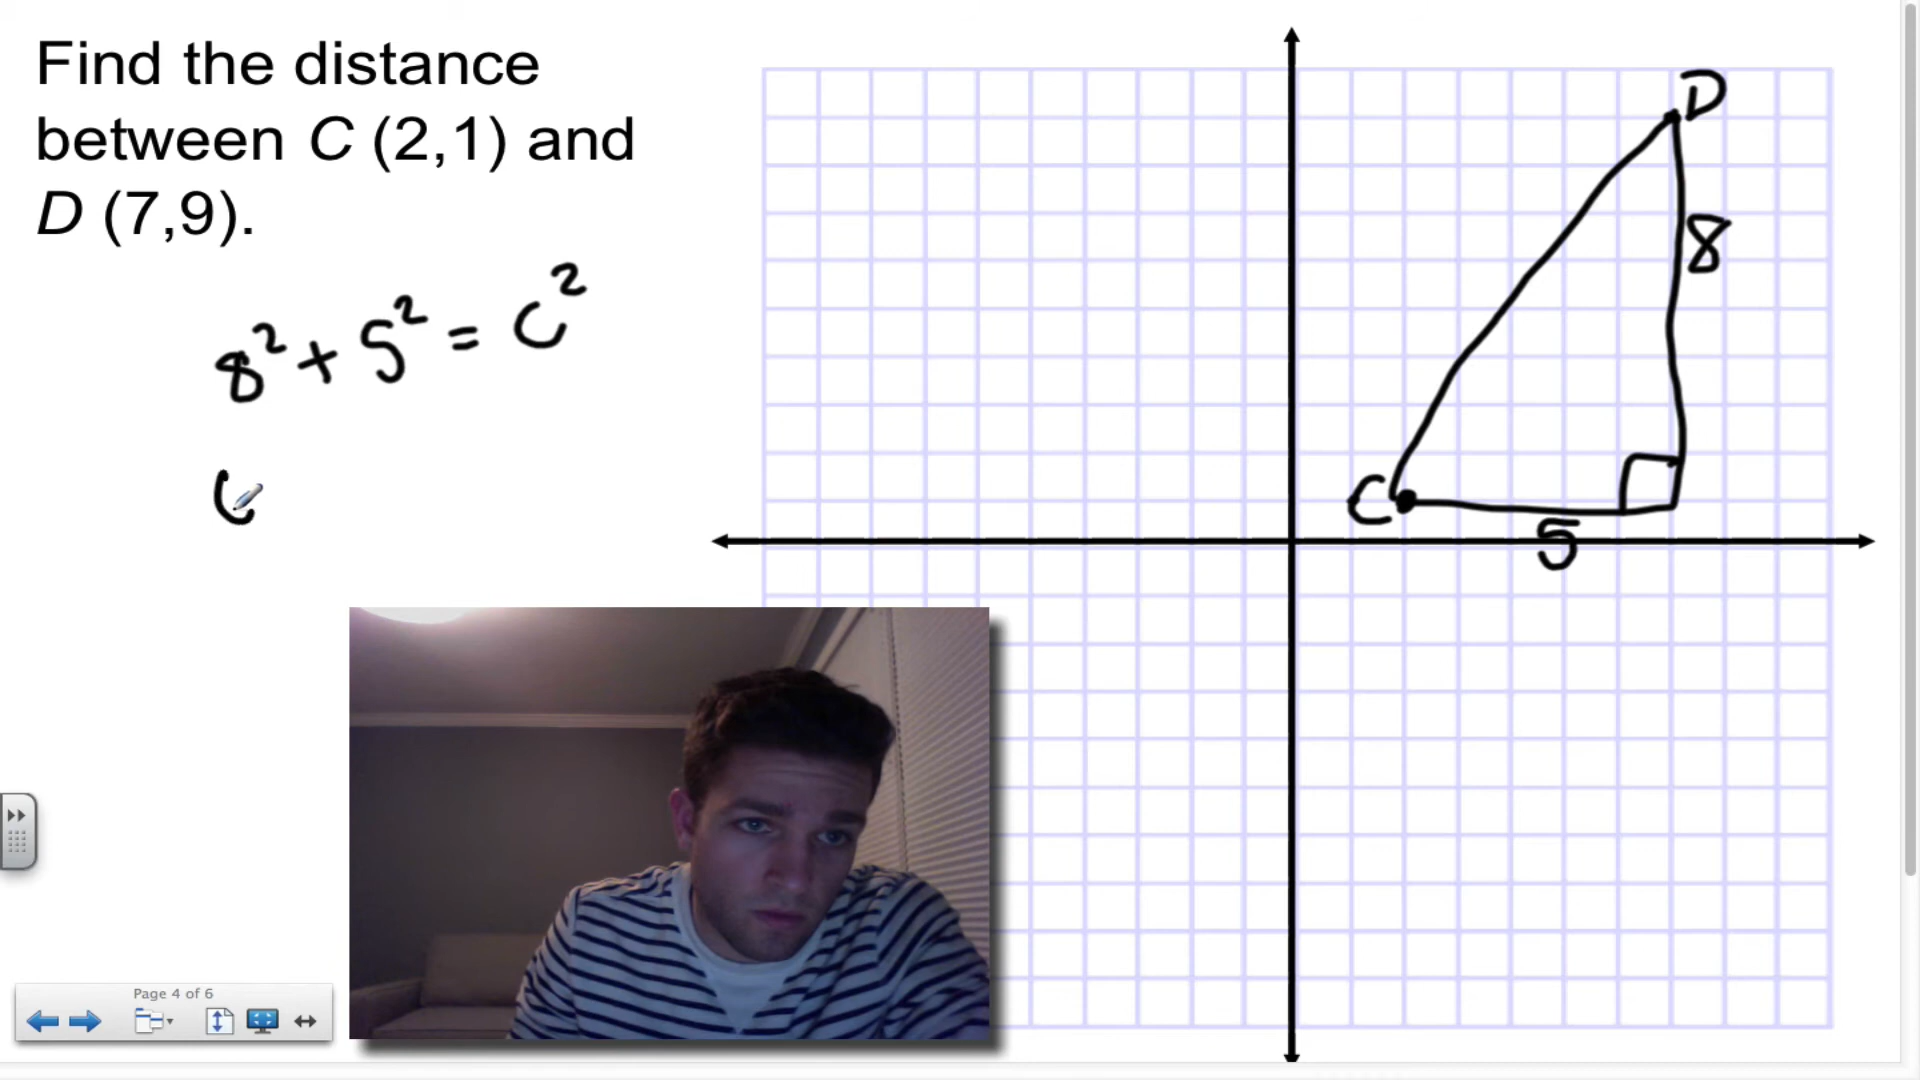 Find the distance
between C (2,1) and
D (7,9).
8² + 5² = c²
D
8
C
5
Page 4 of 6